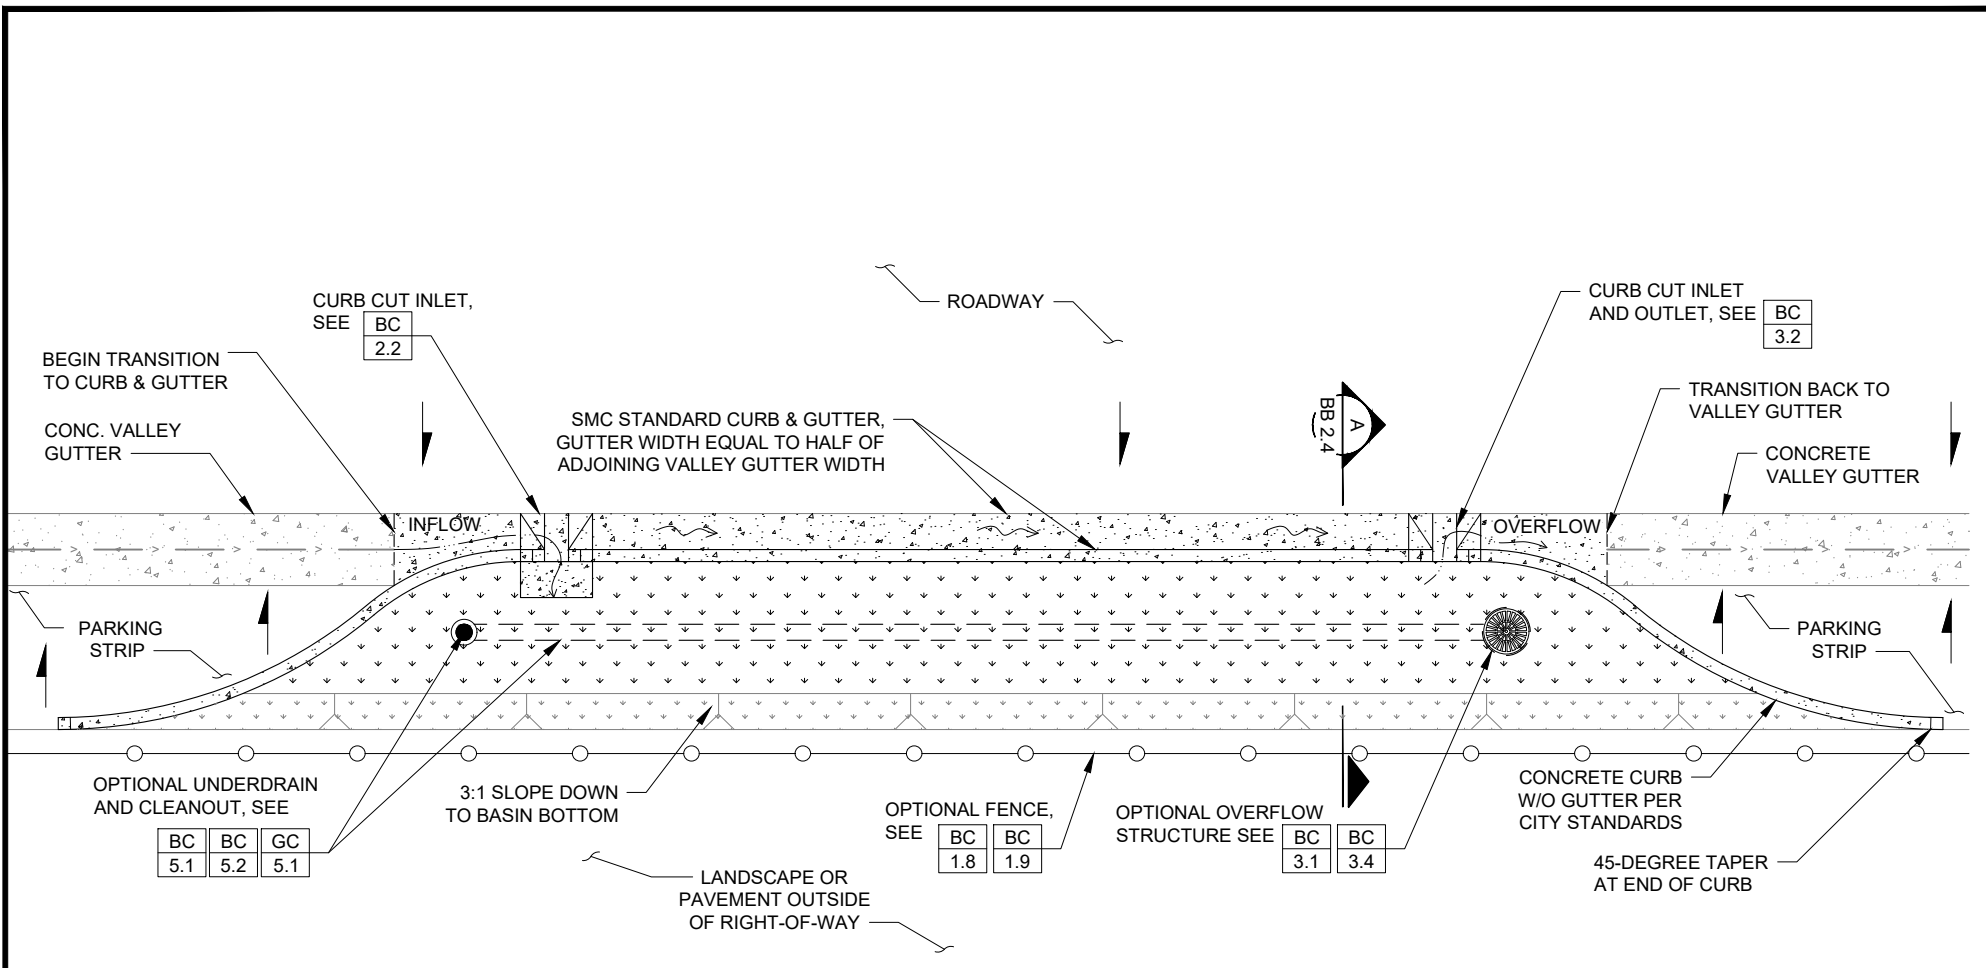 ROADWAY
CURB CUT INLET,
SEE
BC
2.2
BEGIN TRANSITION
TO CURB & GUTTER
CONC. VALLEY
GUTTER
SMC STANDARD CURB & GUTTER,
GUTTER WIDTH EQUAL TO HALF OF
ADJOINING VALLEY GUTTER WIDTH
A
BB 2.4
CURB CUT INLET
AND OUTLET, SEE
BC
3.2
TRANSITION BACK TO
VALLEY GUTTER
CONCRETE
VALLEY GUTTER
INFLOW
OVERFLOW
PARKING
STRIP
PARKING
STRIP
OPTIONAL UNDERDRAIN
AND CLEANOUT, SEE
BC BC GC
5.1 5.2 5.1
3:1 SLOPE DOWN
TO BASIN BOTTOM
LANDSCAPE OR
PAVEMENT OUTSIDE
OF RIGHT-OF-WAY
OPTIONAL FENCE,
SEE
BC BC
1.8 1.9
OPTIONAL OVERFLOW
STRUCTURE SEE
BC BC
3.1 3.4
CONCRETE CURB
W/O GUTTER PER
CITY STANDARDS
45-DEGREE TAPER
AT END OF CURB